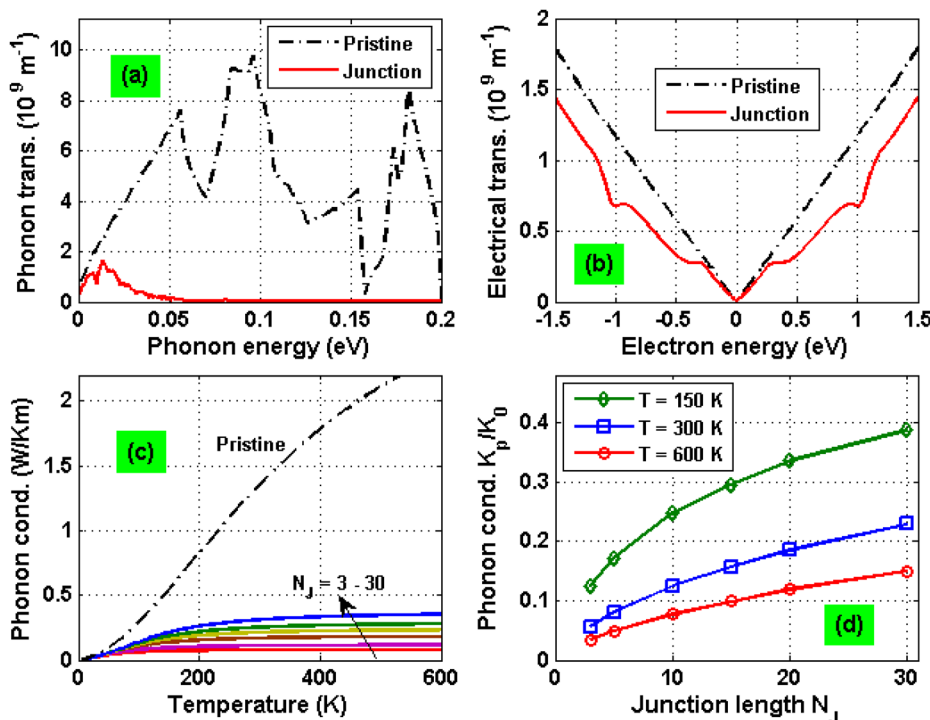 Phonon trans. (10^9 m^-1)
10
8
6
4
2
0
(a)
Pristine
Junction
0 0.05 0.1 0.15 0.2
Phonon energy (eV)
Electrical trans. (10^9 m^-1)
2
1.5
1
0.5
0
Pristine
Junction
(b)
-1.5 -1 -0.5 0 0.5 1 1.5
Electron energy (eV)
Phonon cond. (W/Km)
2
1.5
1
0.5
0
(c)
Pristine
N_J = 3 - 30
0 200 400 600
Temperature (K)
Phonon cond. K_p/K_0
0.4
0.3
0.2
0.1
0
T = 150 K
T = 300 K
T = 600 K
(d)
0 10 20 30
Junction length N_J